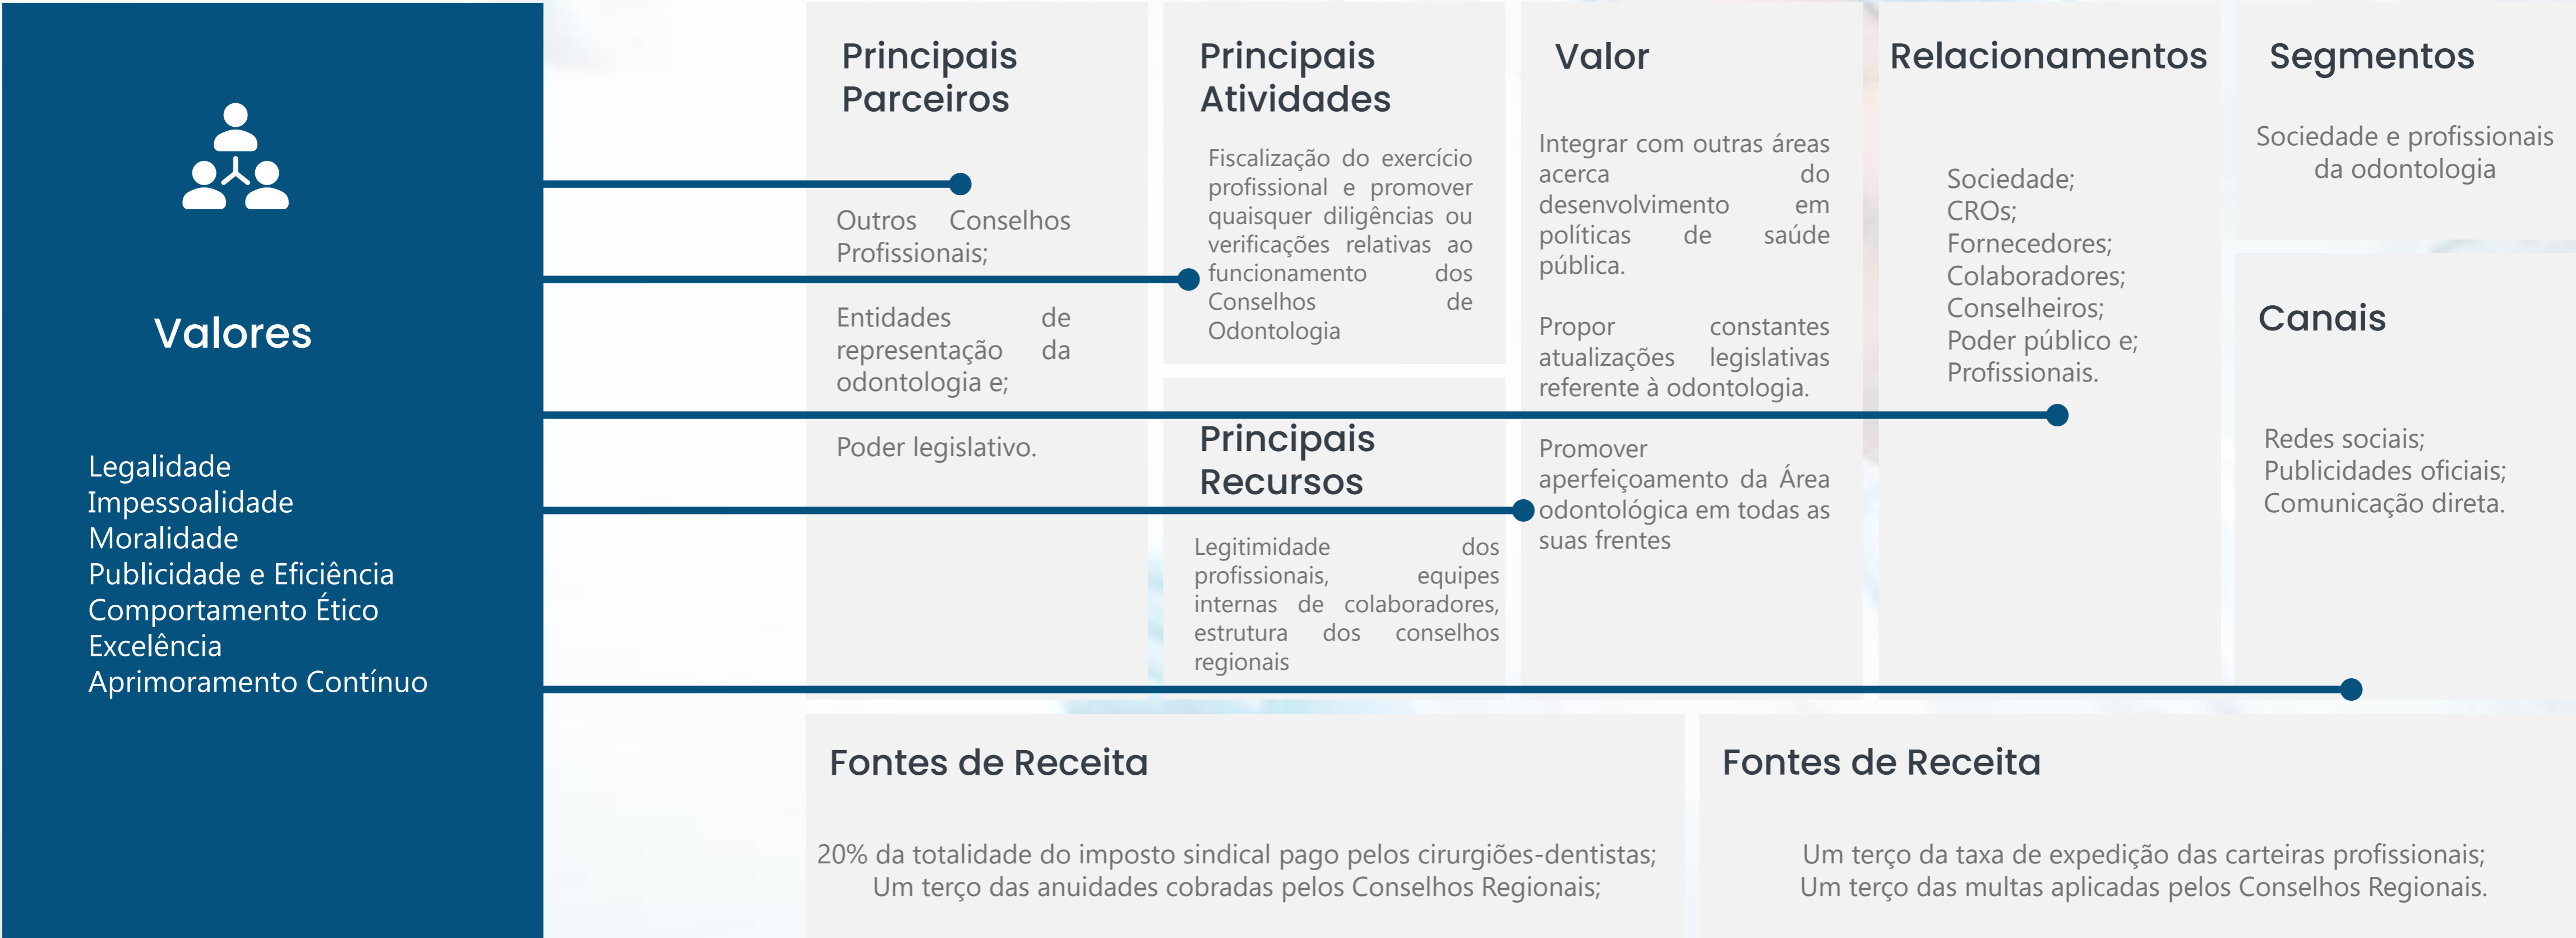 Valores
Legalidade
Impessoalidade
Moralidade
Publicidade e Eficiência
Comportamento Ético
Excelência
Aprimoramento Contínuo
Principais
Parceiros
Outros Conselhos
Profissionais;
Entidades de
representação da
odontologia e;
Poder legislativo.
Principais
Atividades
Fiscalização do exercício
profissional e promover
quaisquer diligências ou
verificações relativas ao
funcionamento dos
Conselhos de
Odontologia
Principais
Recursos
Legitimidade dos
profissionais, equipes
internas de colaboradores,
estrutura dos conselhos
regionais
Valor
Integrar com outras áreas
acerca do
desenvolvimento em
políticas de saúde
pública.
Propor constantes
atualizações legislativas
referente à odontologia.
Promover
aperfeiçoamento da Área
odontológica em todas as
suas frentes
Relacionamentos
Sociedade;
CROs;
Fornecedores;
Colaboradores;
Conselheiros;
Poder público e;
Profissionais.
Segmentos
Sociedade e profissionais
da odontologia
Canais
Redes sociais;
Publicidades oficiais;
Comunicação direta.
Fontes de Receita
20% da totalidade do imposto sindical pago pelos cirurgiões-dentistas;
Um terço das anuidades cobradas pelos Conselhos Regionais;
Fontes de Receita
Um terço da taxa de expedição das carteiras profissionais;
Um terço das multas aplicadas pelos Conselhos Regionais.